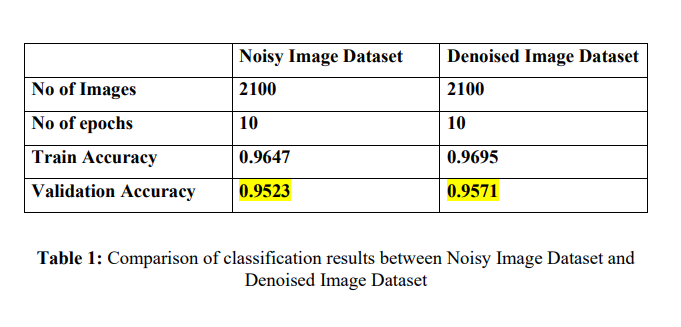 Noisy Image Dataset Denoised Image Dataset
No of Images 2100 2100
No of epochs 10 10
Train Accuracy 0.9647 0.9695
Validation Accuracy 0.9523 0.9571
Table 1: Comparison of classification results between Noisy Image Dataset and
Denoised Image Dataset